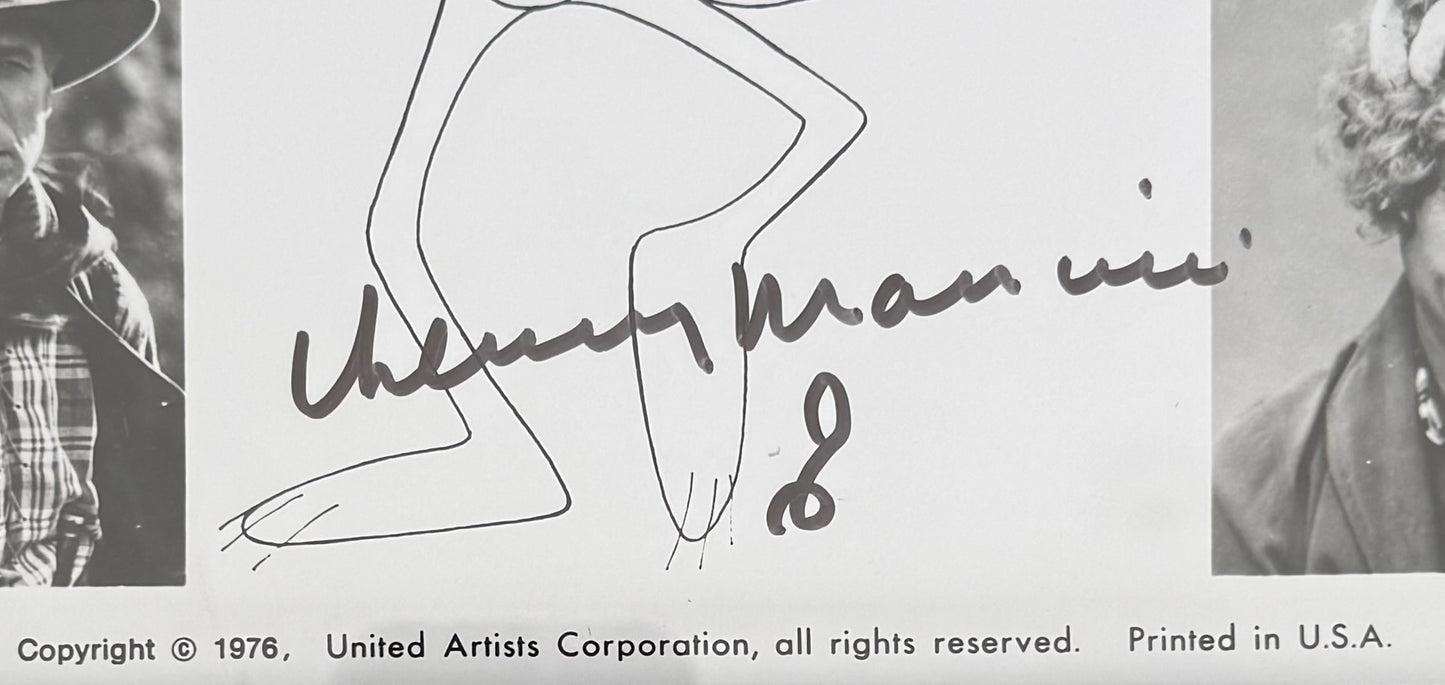 Henry Mancini
Copyright © 1976, United Artists Corporation, all rights reserved. Printed in U.S.A.